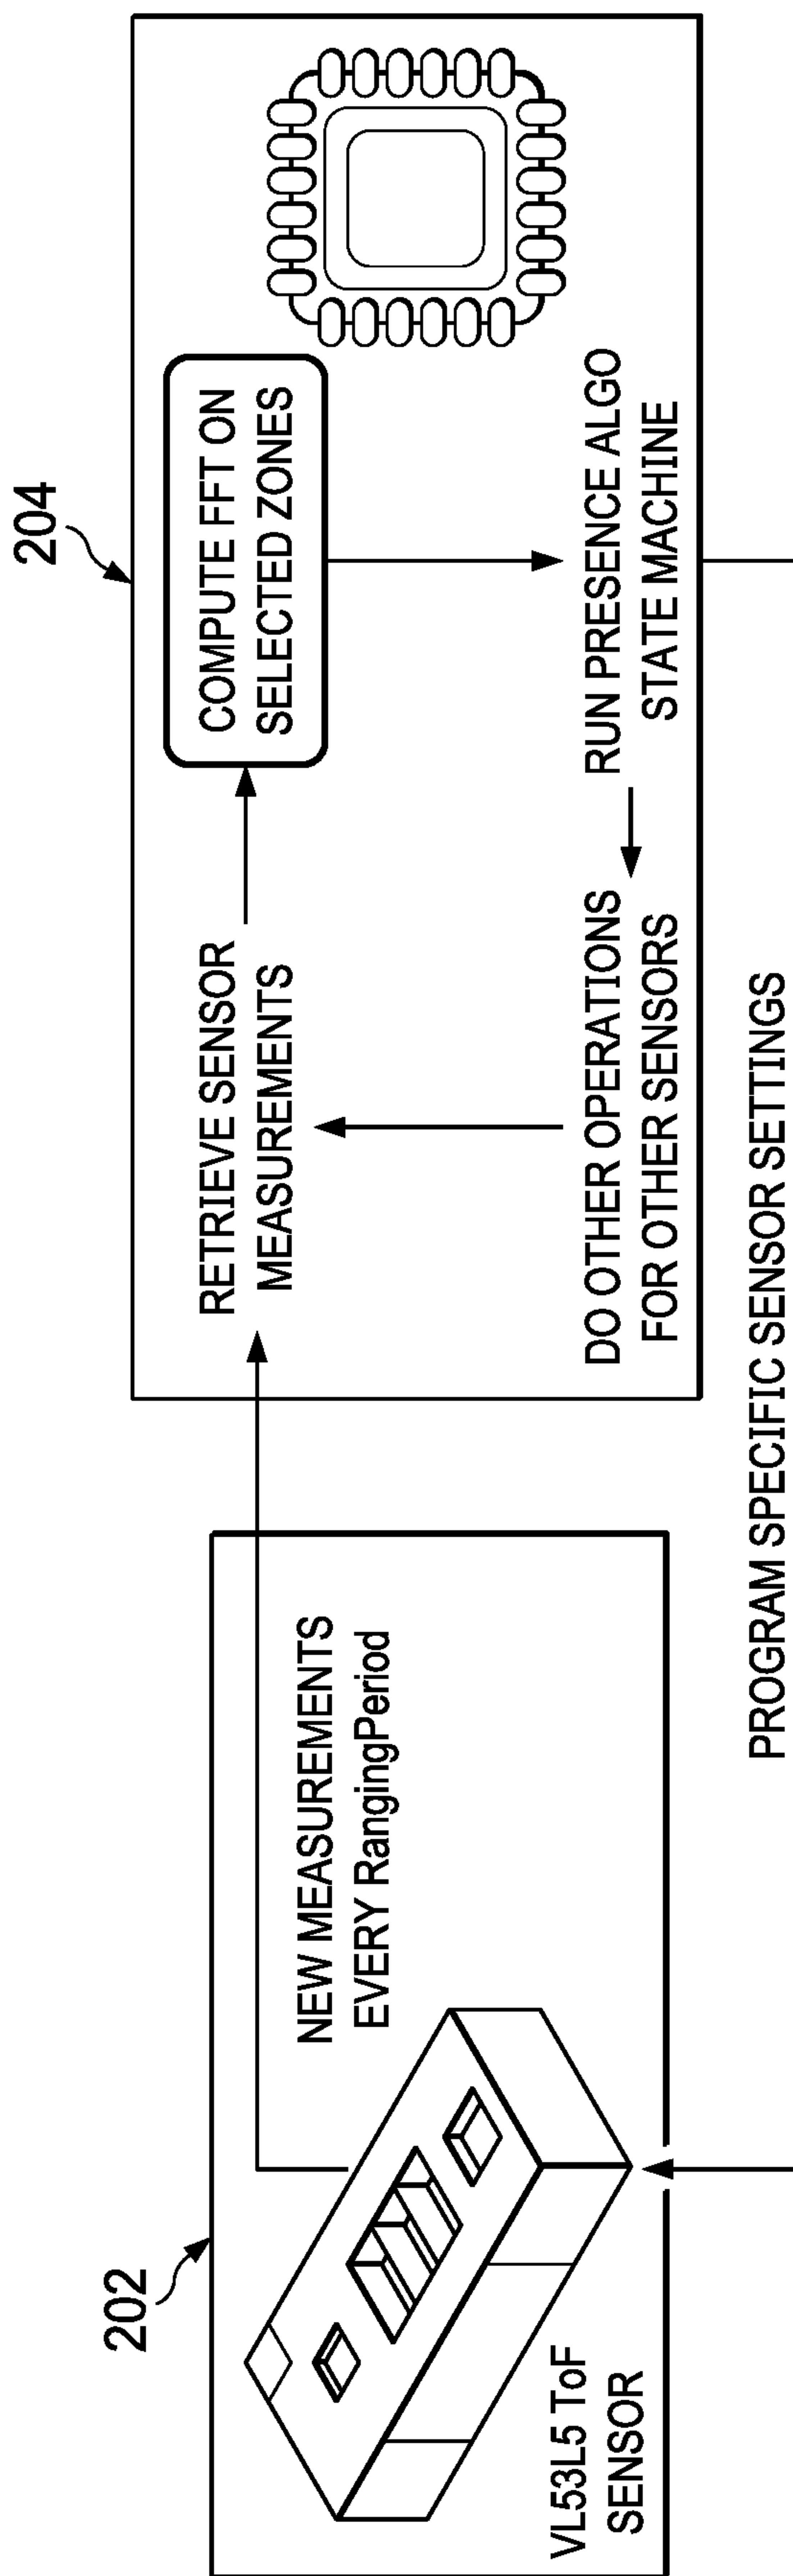 202
NEW MEASUREMENTS
EVERY RangingPeriod
VL53L5 ToF
SENSOR
204
RETRIEVE SENSOR
MEASUREMENTS
COMPUTE FFT ON
SELECTED ZONES
RUN PRESENCE ALGO
STATE MACHINE
DO OTHER OPERATIONS
FOR OTHER SENSORS
PROGRAM SPECIFIC SENSOR SETTINGS